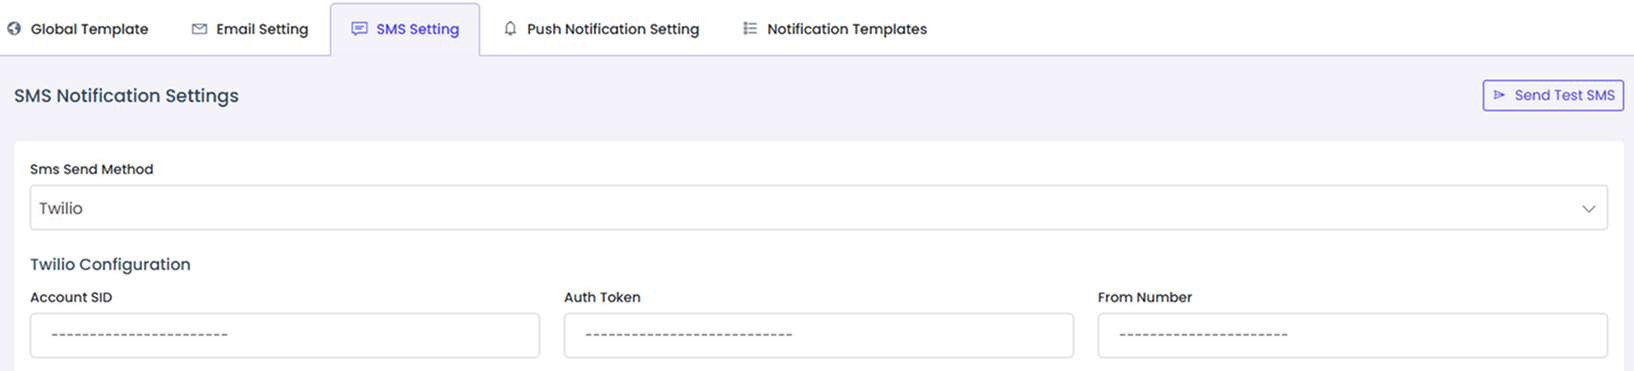 Global Template Email Setting SMS Setting Push Notification Setting Notification Templates
SMS Notification Settings Send Test SMS
Sms Send Method
Twilio
Twilio Configuration
Account SID Auth Token From Number
----------------------- --------------------------- ----------------------